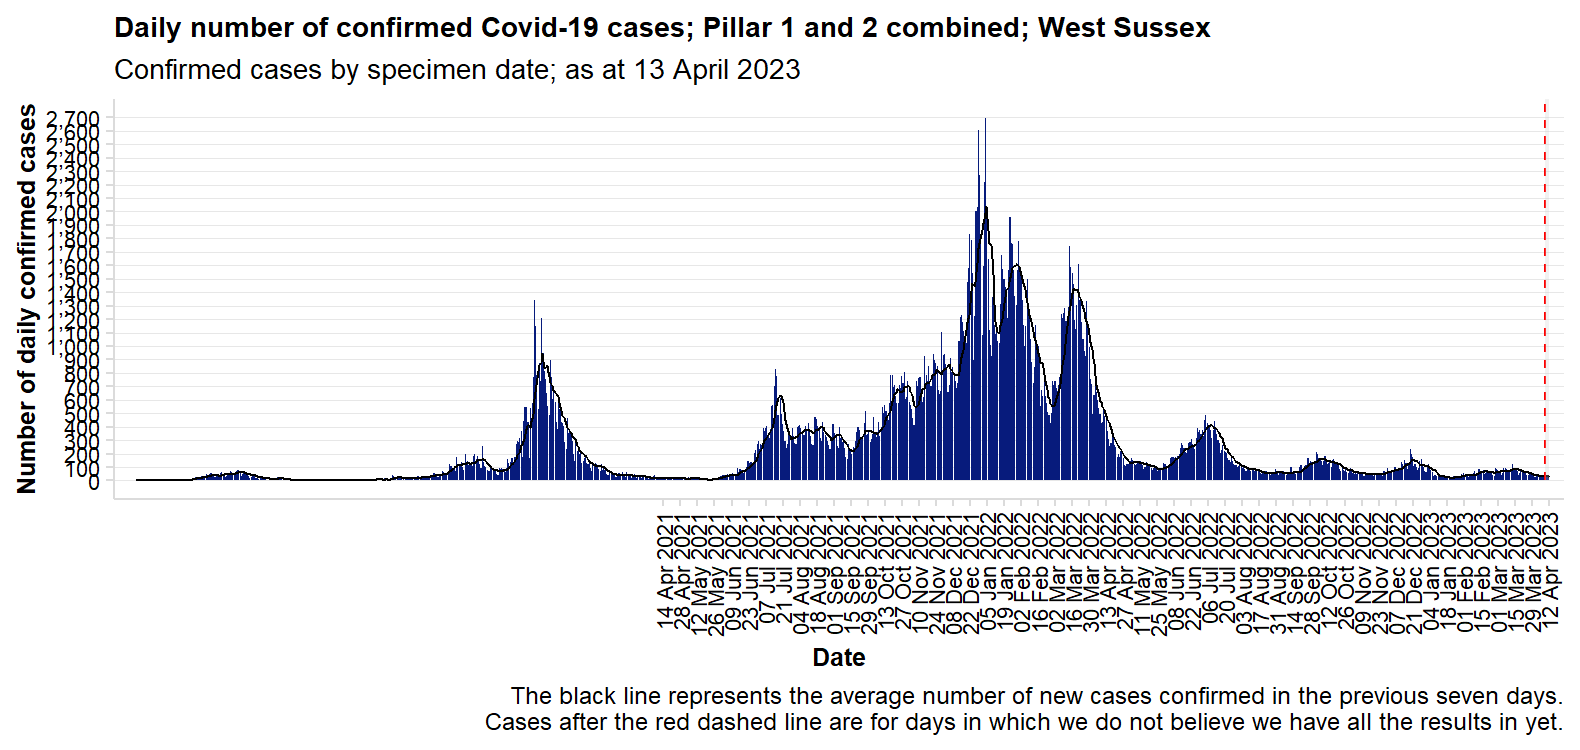 Daily number of confirmed Covid-19 cases; Pillar 1 and 2 combined; West Sussex
Confirmed cases by specimen date; as at 13 April 2023
Number of daily confirmed cases
2,700
2,600
2,500
2,400
2,300
2,200
2,100
2,000
1,900
1,800
1,700
1,600
1,500
1,400
1,300
1,200
1,100
1,000
900
800
700
600
500
400
300
200
100
0
14 Apr 2021
28 Apr 2021
12 May 2021
26 May 2021
09 Jun 2021
23 Jun 2021
07 Jul 2021
21 Jul 2021
04 Aug 2021
18 Aug 2021
01 Sep 2021
15 Sep 2021
29 Sep 2021
13 Oct 2021
27 Oct 2021
10 Nov 2021
24 Nov 2021
08 Dec 2021
22 Dec 2021
05 Jan 2022
19 Jan 2022
02 Feb 2022
16 Feb 2022
02 Mar 2022
16 Mar 2022
30 Mar 2022
13 Apr 2022
27 Apr 2022
11 May 2022
25 May 2022
08 Jun 2022
22 Jun 2022
06 Jul 2022
20 Jul 2022
03 Aug 2022
17 Aug 2022
31 Aug 2022
14 Sep 2022
28 Sep 2022
12 Oct 2022
26 Oct 2022
09 Nov 2022
23 Nov 2022
07 Dec 2022
21 Dec 2022
04 Jan 2023
18 Jan 2023
01 Feb 2023
15 Feb 2023
01 Mar 2023
15 Mar 2023
29 Mar 2023
12 Apr 2023
Date
The black line represents the average number of new cases confirmed in the previous seven days.
Cases after the red dashed line are for days in which we do not believe we have all the results in yet.